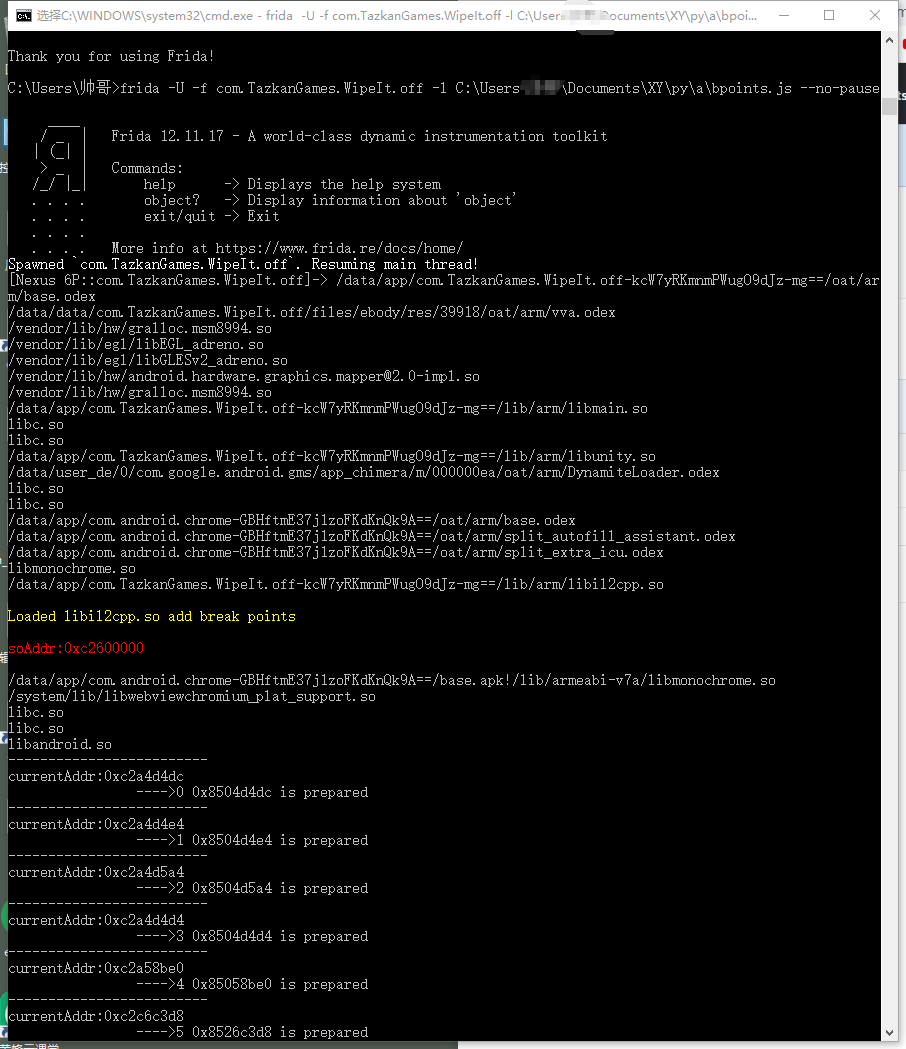 选择C:\WINDOWS\system32\cmd.exe - frida -U -f com.TazkanGames.WipeIt.off -l C:\Users\ \Documents\XY\py\a\bpoi...
Thank you for using Frida!
C:\Users\帅哥>frida -U -f com.TazkanGames.WipeIt.off -l C:\Users \Documents\XY\py\a\bpoints.js --no-pause
Frida 12.11.17 - A world-class dynamic instrumentation toolkit
Commands:
help -> Displays the help system
object? -> Display information about 'object'
exit/quit -> Exit
More info at https://www.frida.re/docs/home/
Spawned `com.TazkanGames.WipeIt.off`. Resuming main thread!
[Nexus 6P::com.TazkanGames.WipeIt.off]-> /data/app/com.TazkanGames.WipeIt.off-kcW7yRKmnmPWugO9dJz-mg==/oat/ar
m/base.odex
/data/data/com.TazkanGames.WipeIt.off/files/ebody/res/39918/oat/arm/vva.odex
/vendor/lib/hw/gralloc.msm8994.so
/vendor/lib/egl/libEGL_adreno.so
/vendor/lib/egl/libGLESv2_adreno.so
/vendor/lib/hw/android.hardware.graphics.mapper@2.0-impl.so
/vendor/lib/hw/gralloc.msm8994.so
/data/app/com.TazkanGames.WipeIt.off-kcW7yRKmnmPWugO9dJz-mg==/lib/arm/libmain.so
libc.so
libc.so
/data/app/com.TazkanGames.WipeIt.off-kcW7yRKmnmPWugO9dJz-mg==/lib/arm/libunity.so
/data/user_de/0/com.google.android.gms/app_chimera/m/000000ea/oat/arm/DynamiteLoader.odex
libc.so
libc.so
/data/app/com.android.chrome-GBHftmE37j1zoFKdKnQk9A==/oat/arm/base.odex
/data/app/com.android.chrome-GBHftmE37j1zoFKdKnQk9A==/oat/arm/split_autofill_assistant.odex
/data/app/com.android.chrome-GBHftmE37j1zoFKdKnQk9A==/oat/arm/split_extra_icu.odex
libmonochrome.so
/data/app/com.TazkanGames.WipeIt.off-kcW7yRKmnmPWugO9dJz-mg==/lib/arm/libil2cpp.so
Loaded libil2cpp.so add break points
soAddr:0xc2600000
/data/app/com.android.chrome-GBHftmE37j1zoFKdKnQk9A==/base.apk!/lib/armeabi-v7a/libmonochrome.so
/system/lib/libwebviewchromium_plat_support.so
libc.so
libc.so
libandroid.so
-------------------------
currentAddr:0xc2a4d4dc
---->0 0x8504d4dc is prepared
-------------------------
currentAddr:0xc2a4d4e4
---->1 0x8504d4e4 is prepared
-------------------------
currentAddr:0xc2a4d5a4
---->2 0x8504d5a4 is prepared
-------------------------
currentAddr:0xc2a4d4d4
---->3 0x8504d4d4 is prepared
-------------------------
currentAddr:0xc2a58be0
---->4 0x85058be0 is prepared
-------------------------
currentAddr:0xc2c6c3d8
---->5 0x8526c3d8 is prepared